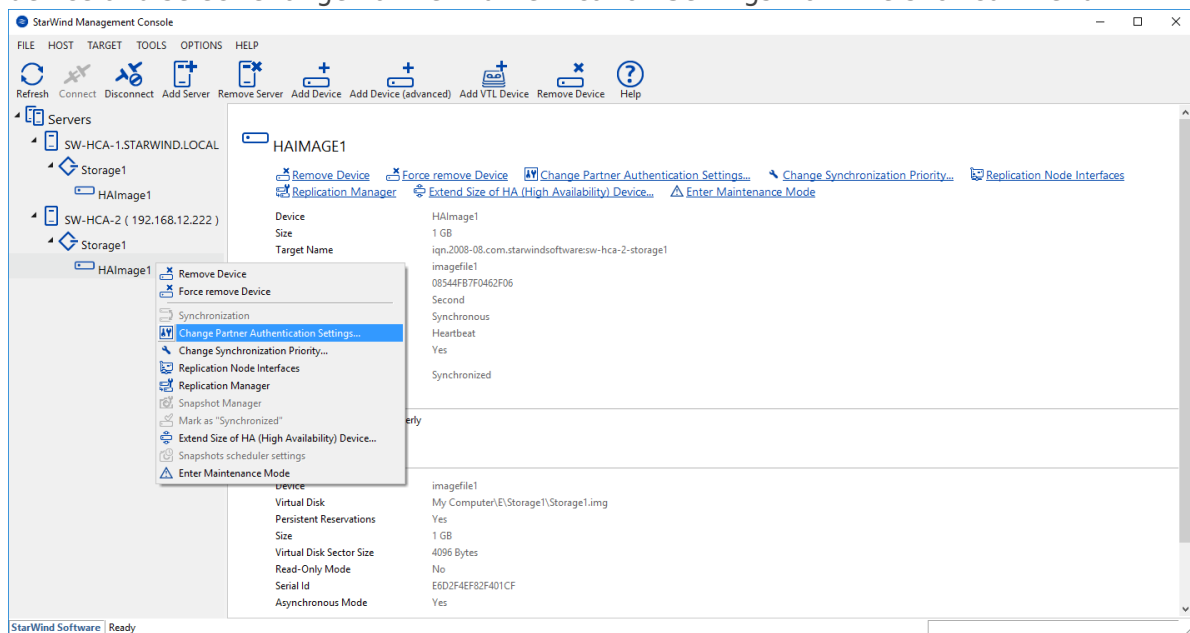 StarWind Management Console
FILE HOST TARGET TOOLS OPTIONS HELP
Refresh Connect Disconnect Add Server Remove Server Add Device Add Device (advanced) Add VTL Device Remove Device Help
Servers
SW-HCA-1.STARWIND.LOCAL
Storage1
HAImage1
SW-HCA-2 ( 192.168.12.222 )
Storage1
HAImage1
Remove Device
Force remove Device
Synchronization
Change Partner Authentication Settings...
Change Synchronization Priority...
Replication Node Interfaces
Replication Manager
Snapshot Manager
Mark as "Synchronized"
Extend Size of HA (High Availability) Device...
Snapshots scheduler settings
Enter Maintenance Mode
HAIMAGE1
Remove Device Force remove Device Change Partner Authentication Settings... Change Synchronization Priority... Replication Node Interfaces
Replication Manager Extend Size of HA (High Availability) Device... Enter Maintenance Mode
Device HAImage1
Size 1 GB
Target Name iqn.2008-08.com.starwindsoftware:sw-hca-2-storage1
imagefile1
08544FB7F0462F06
Second
Synchronous
Heartbeat
Yes
Synchronized
erly
Device imagefile1
Virtual Disk My Computer\E\Storage1\Storage1.img
Persistent Reservations Yes
Size 1 GB
Virtual Disk Sector Size 4096 Bytes
Read-Only Mode No
Serial Id E6D2F4EF82F401CF
Asynchronous Mode Yes
StarWind Software Ready